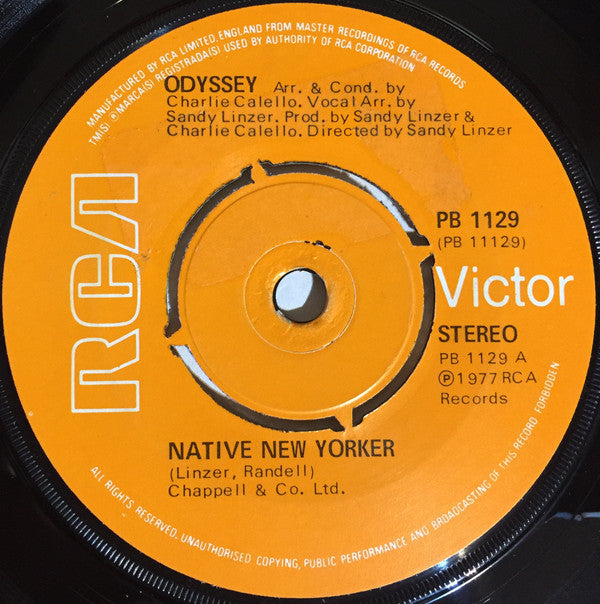 MANUFACTURED BY RCA LIMITED, ENGLAND FROM MASTER RECORDINGS OF RCA RECORDS
TM(S) ® MARCA(S) REGISTRADA(S) USED BY AUTHORITY OF RCA CORPORATION
ODYSSEY Arr. & Cond. by
Charlie Calello. Vocal Arr. by
Sandy Linzer. Prod. by Sandy Linzer &
Charlie Calello. Directed by Sandy Linzer
RCA
PB 1129
(PB 11129)
Victor
STEREO
PB 1129 A
Ⓟ1977 RCA
Records
NATIVE NEW YORKER
(Linzer, Randell)
Chappell & Co. Ltd.
ALL RIGHTS RESERVED. UNAUTHORISED COPYING, PUBLIC PERFORMANCE AND BROADCASTING OF THIS RECORD FORBIDDEN